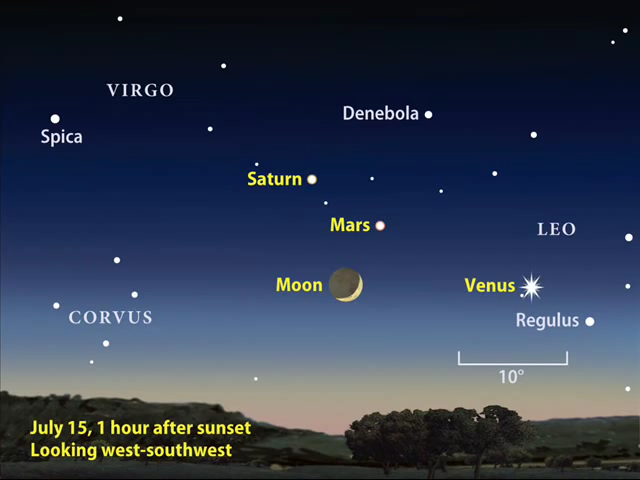 VIRGO
Denebola
Spica
Saturn
Mars
LEO
Moon
Venus
CORVUS
Regulus
10°
July 15, 1 hour after sunset
Looking west-southwest